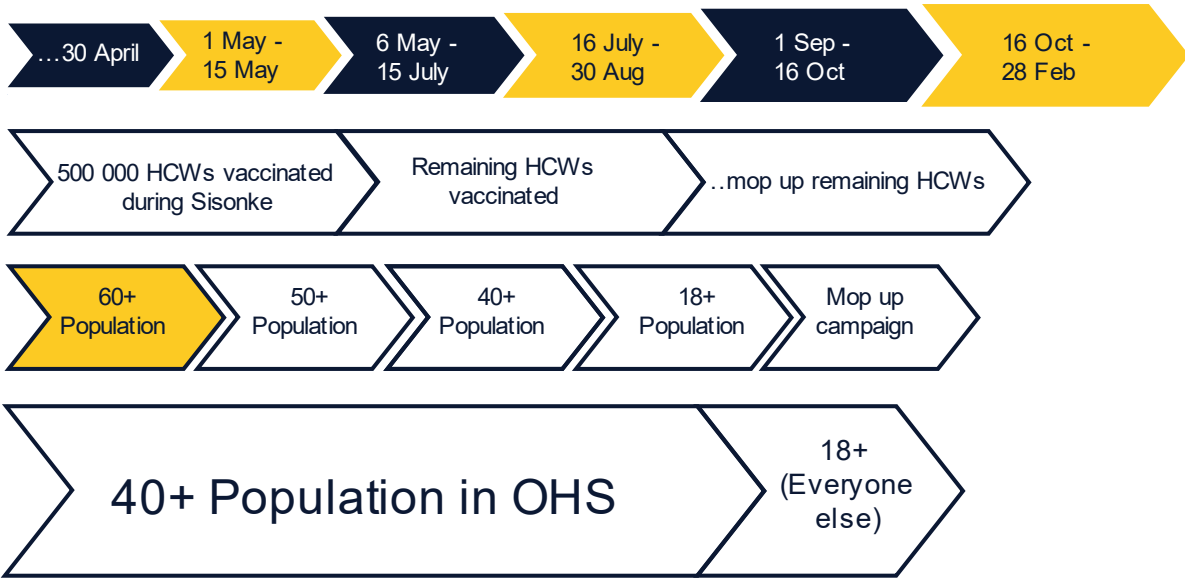 …30 April
1 May -
15 May
6 May -
15 July
16 July -
30 Aug
1 Sep -
16 Oct
16 Oct -
28 Feb
500 000 HCWs vaccinated
during Sisonke
Remaining HCWs
vaccinated
..mop up remaining HCWs
60+
Population
50+
Population
40+
Population
18+
Population
Mop up
campaign
40+ Population in OHS
18+
(Everyone
else)